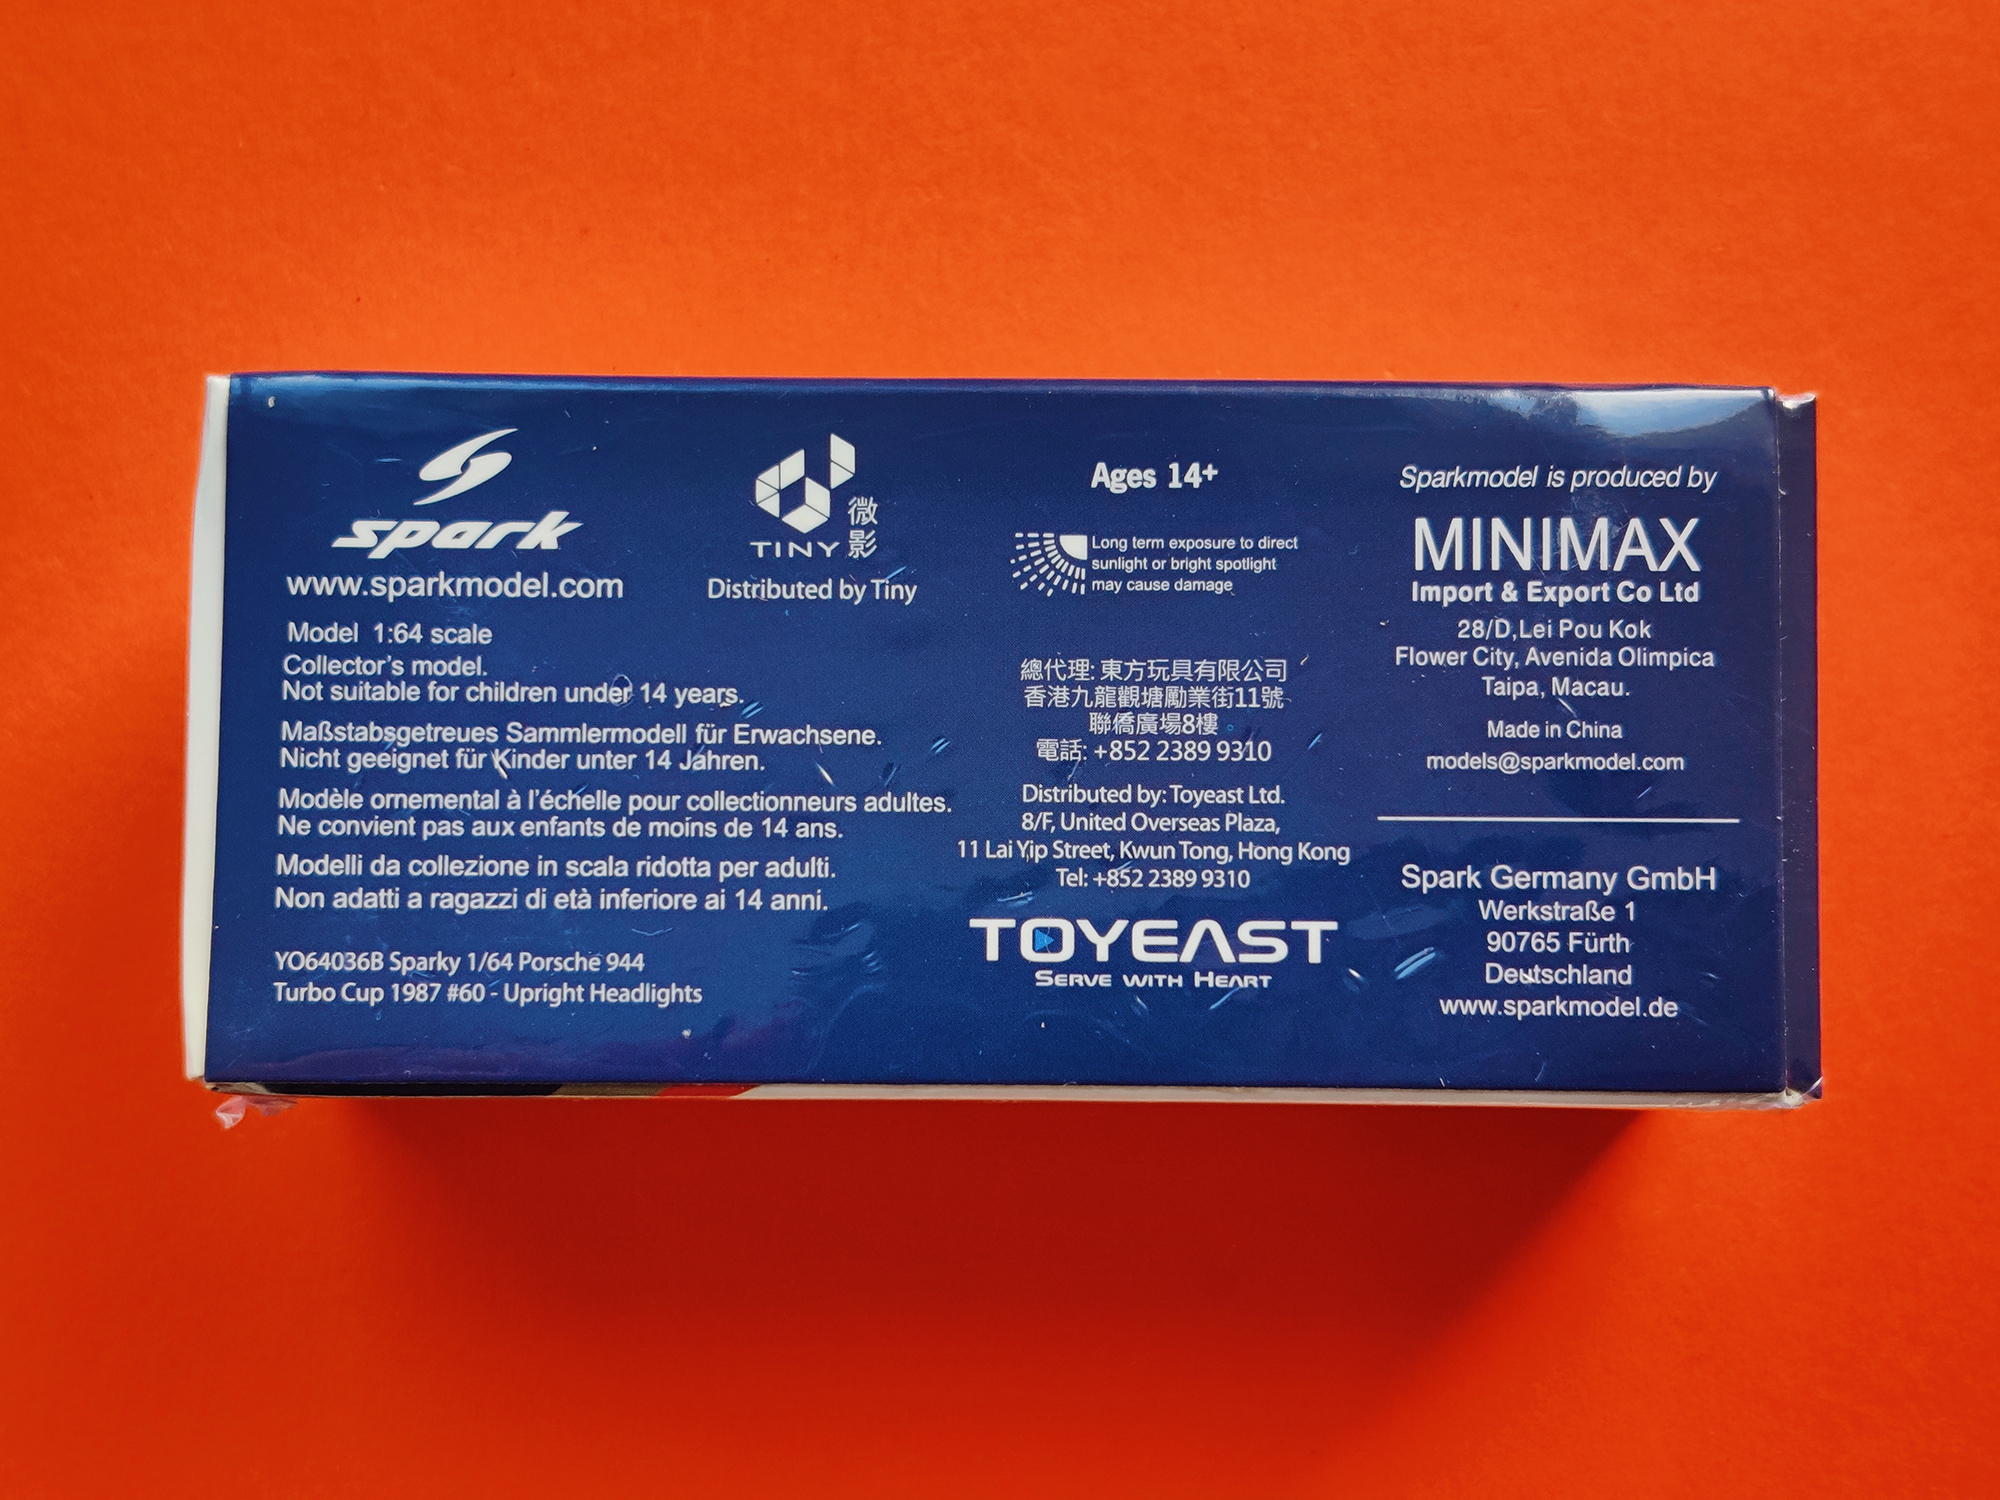 spark
www.sparkmodel.com
Model 1:64 scale
Collector's model.
Not suitable for children under 14 years.
Maßstabsgetreues Sammlermodell für Erwachsene.
Nicht geeignet für Kinder unter 14 Jahren.
Modèle ornemental à l'échelle pour collectionneurs adultes.
Ne convient pas aux enfants de moins de 14 ans.
Modelli da collezione in scala ridotta per adulti.
Non adatti a ragazzi di età inferiore ai 14 anni.
YO64036B Sparky 1/64 Porsche 944
Turbo Cup 1987 #60 - Upright Headlights
TINY 微影
Distributed by Tiny
Ages 14+
Long term exposure to direct
sunlight or bright spotlight
may cause damage
總代理: 東方玩具有限公司
香港九龍觀塘勵業街11號
聯僑廣場8樓
電話: +852 2389 9310
Distributed by: Toyeast Ltd.
8/F, United Overseas Plaza,
11 Lai Yip Street, Kwun Tong, Hong Kong
Tel: +852 2389 9310
TOYEAST
SERVE WITH HEART
Sparkmodel is produced by
MINIMAX
Import & Export Co Ltd
28/D,Lei Pou Kok
Flower City, Avenida Olimpica
Taipa, Macau.
Made in China
models@sparkmodel.com
Spark Germany GmbH
Werkstraße 1
90765 Fürth
Deutschland
www.sparkmodel.de